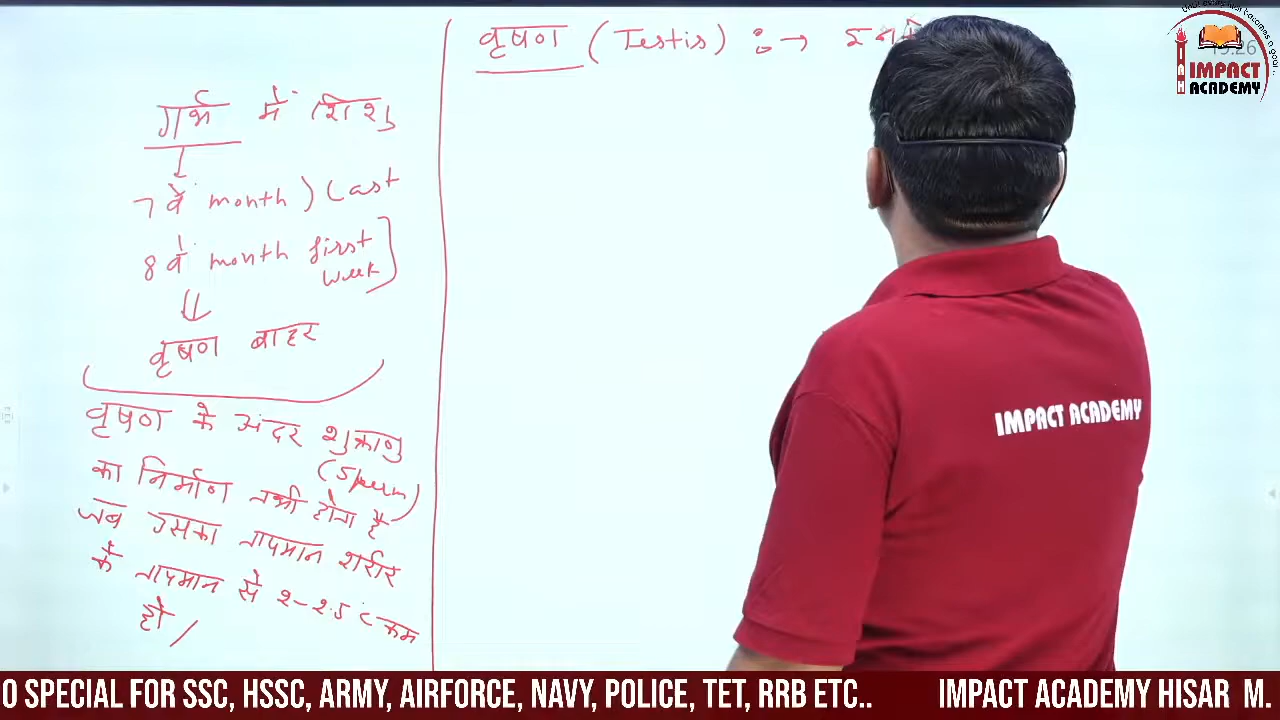 गर्भ में शिशु
7 वें month) Last
8 वें month first
week]
वृषण बाहर
वृषण के अंदर शुक्राणु
(Sperm)
का निर्माण तभी होता है
जब उसका तापमान शरीर
के तापमान से 2-2.5 C कम
हो /
वृषण (Testis) :→
IMPACT
ACADEMY
IAH
IMPACT ACADEMY
O SPECIAL FOR SSC, HSSC, ARMY, AIRFORCE, NAVY, POLICE, TET, RRB ETC.. IMPACT ACADEMY HISAR M.